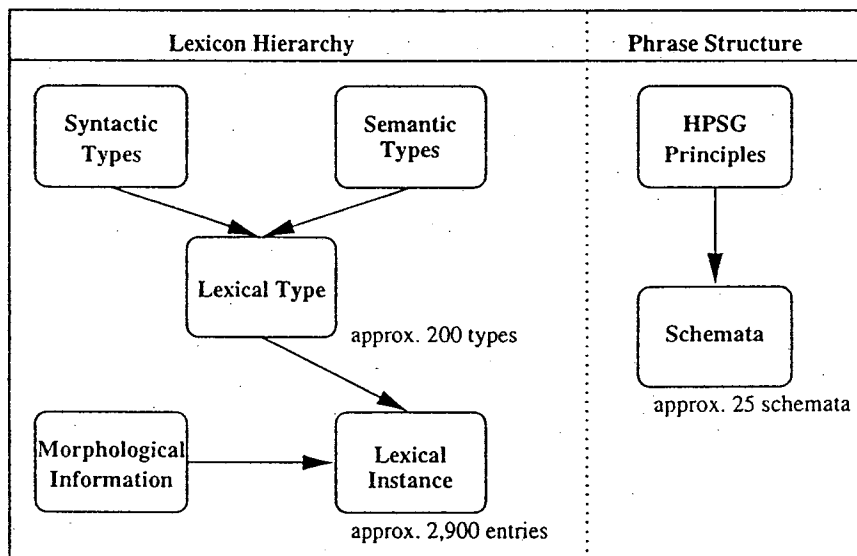 Lexicon Hierarchy
Phrase Structure
Syntactic
Types
Semantic
Types
HPSG
Principles
Lexical Type
approx. 200 types
Schemata
approx. 25 schemata
Morphological
Information
Lexical
Instance
approx. 2,900 entries